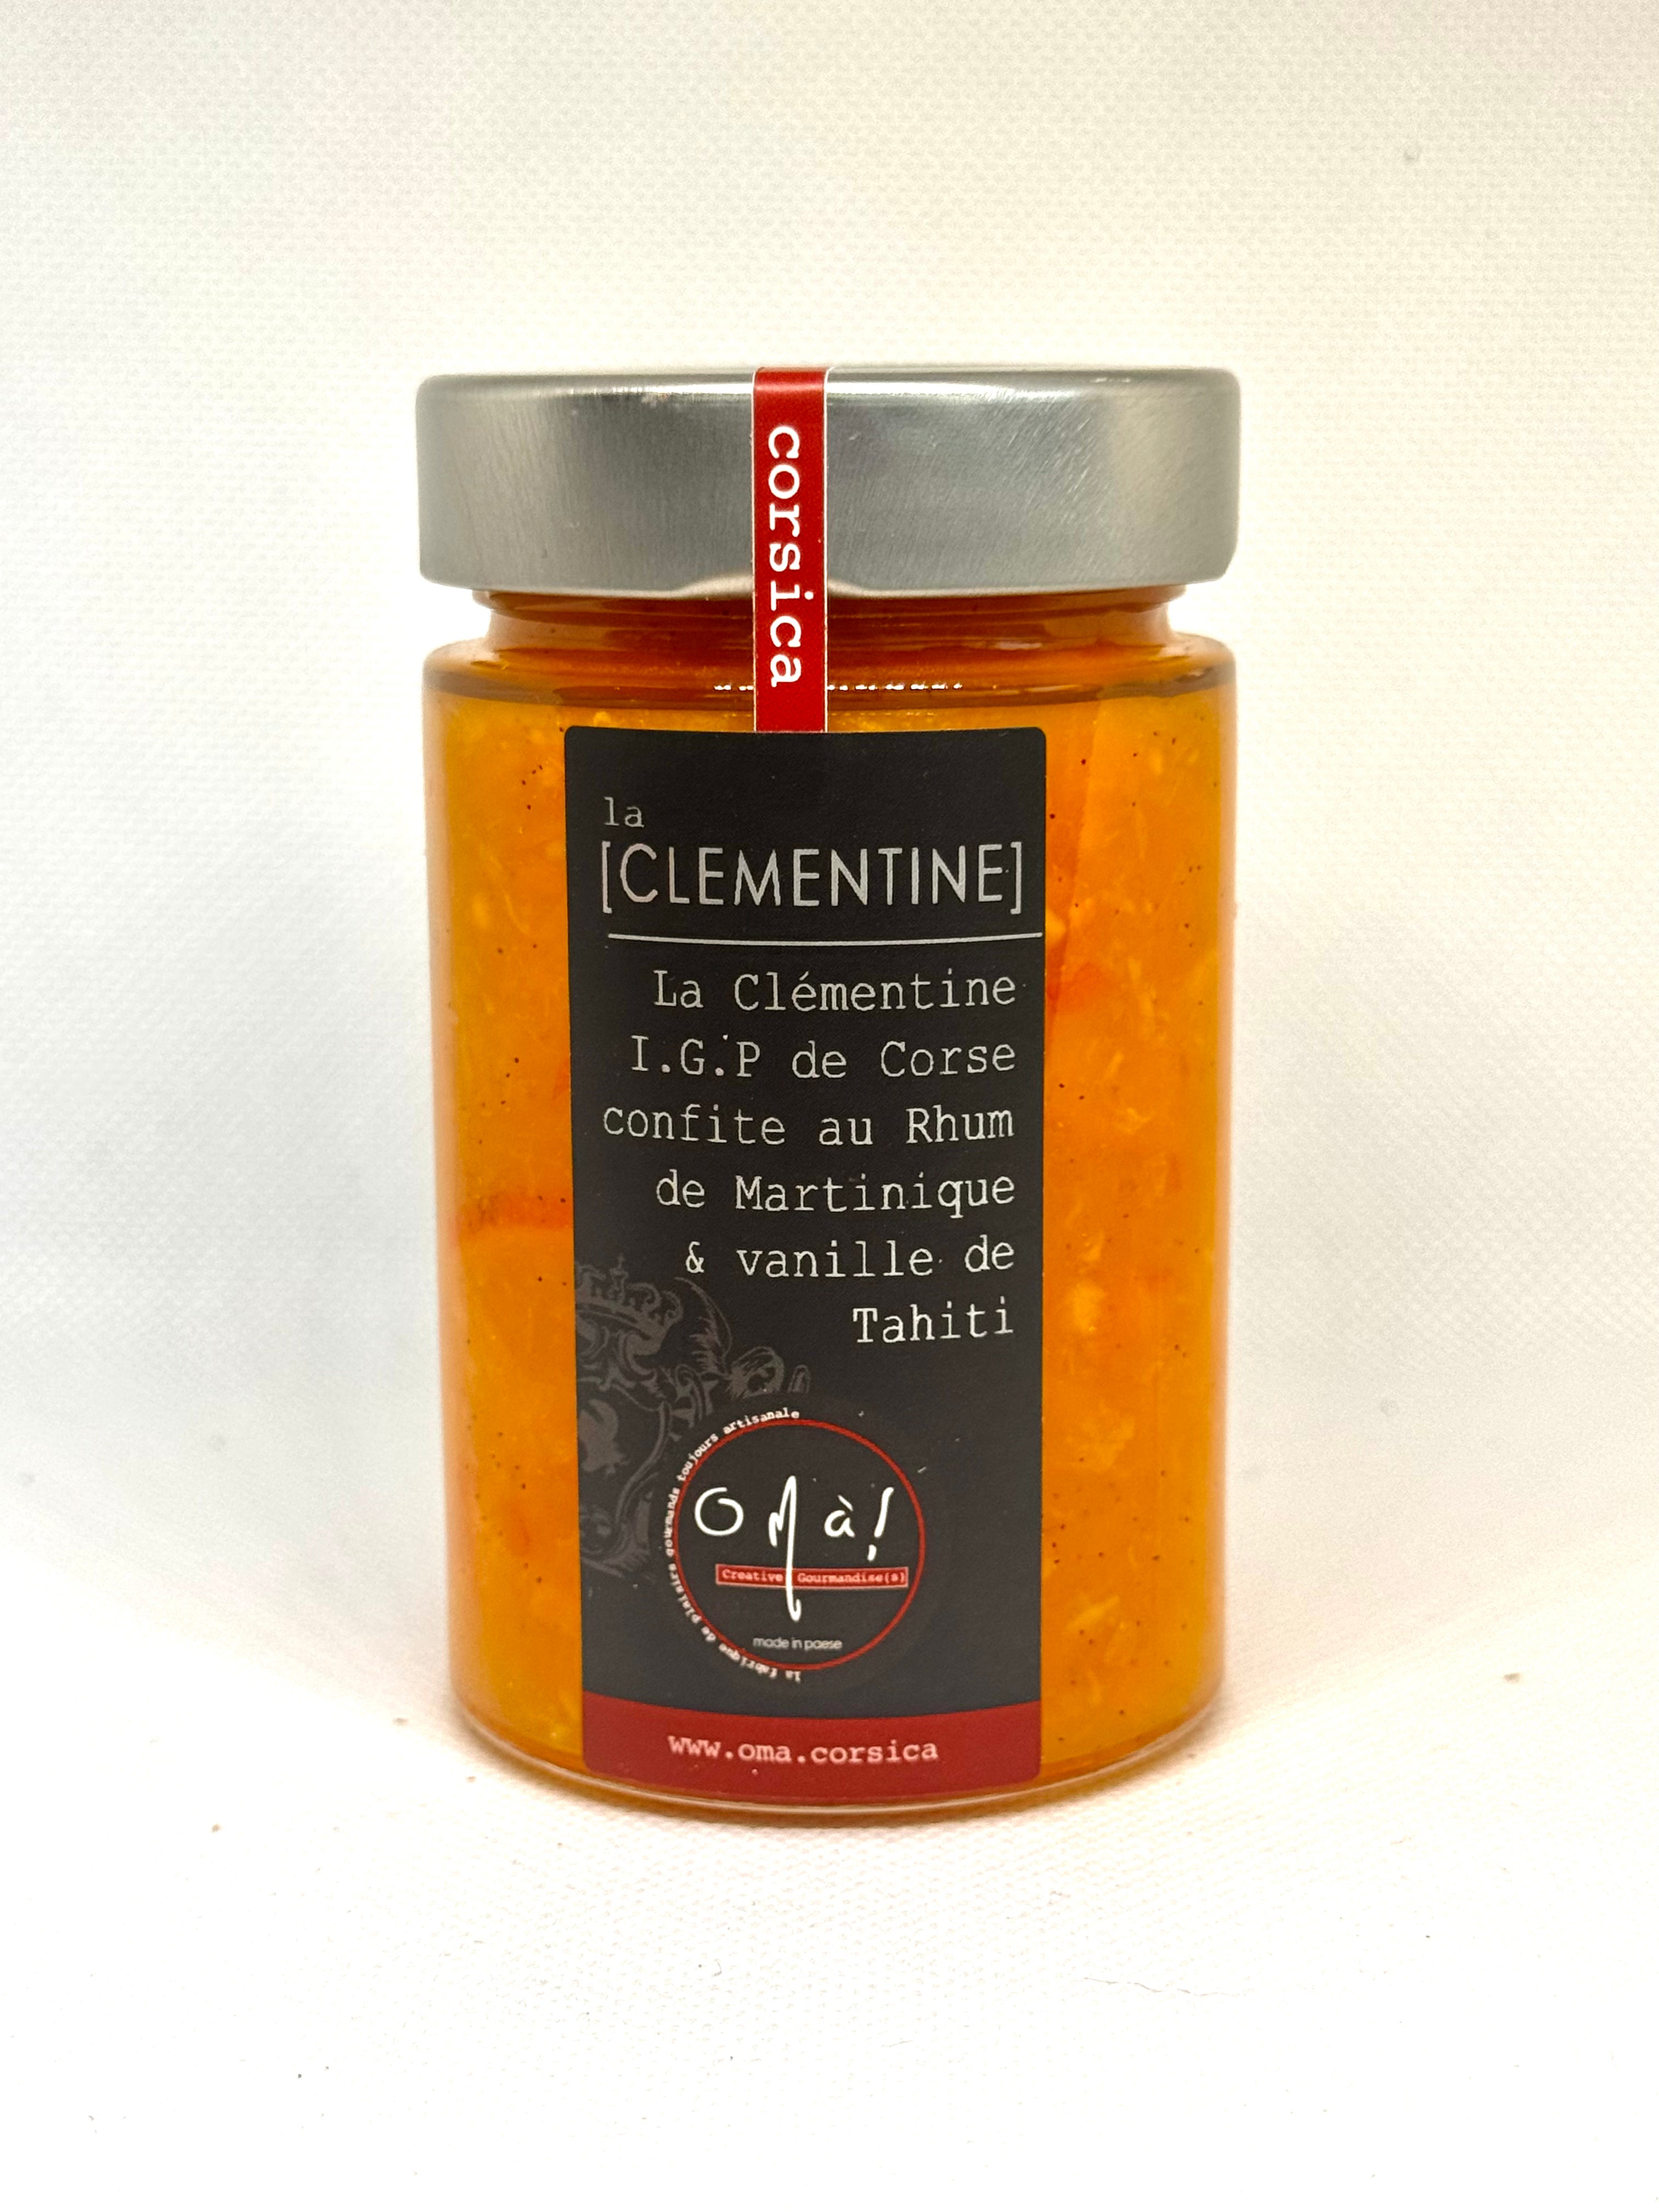 corsica
la
[CLEMENTINE]
La Clémentine
I.G.P de Corse
confite au Rhum
de Martinique
& vanille de
Tahiti
la fabrique de plaisirs gourmands toujours artisanale
oMà!
Creative Gourmandise(s)
made in paese
www.oma.corsica